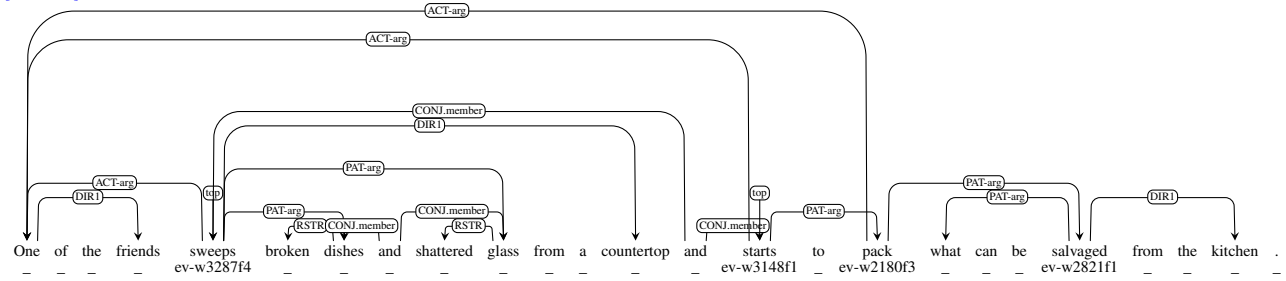 ACT-arg
ACT-arg
CONJ.member
DIR1
PAT-arg
ACT-arg top top PAT-arg
DIR1 PAT-arg DIR1
PAT-arg CONJ.member PAT-arg
RSTR CONJ.member RSTR CONJ.member
One of the friends sweeps broken dishes and shattered glass from a countertop and starts to pack what can be salvaged from the kitchen .
_ _ _ _ ev-w3287f4 _ _ _ _ _ _ _ _ _ ev-w3148f1 _ ev-w2180f3 _ _ _ ev-w2821f1 _ _ _ _